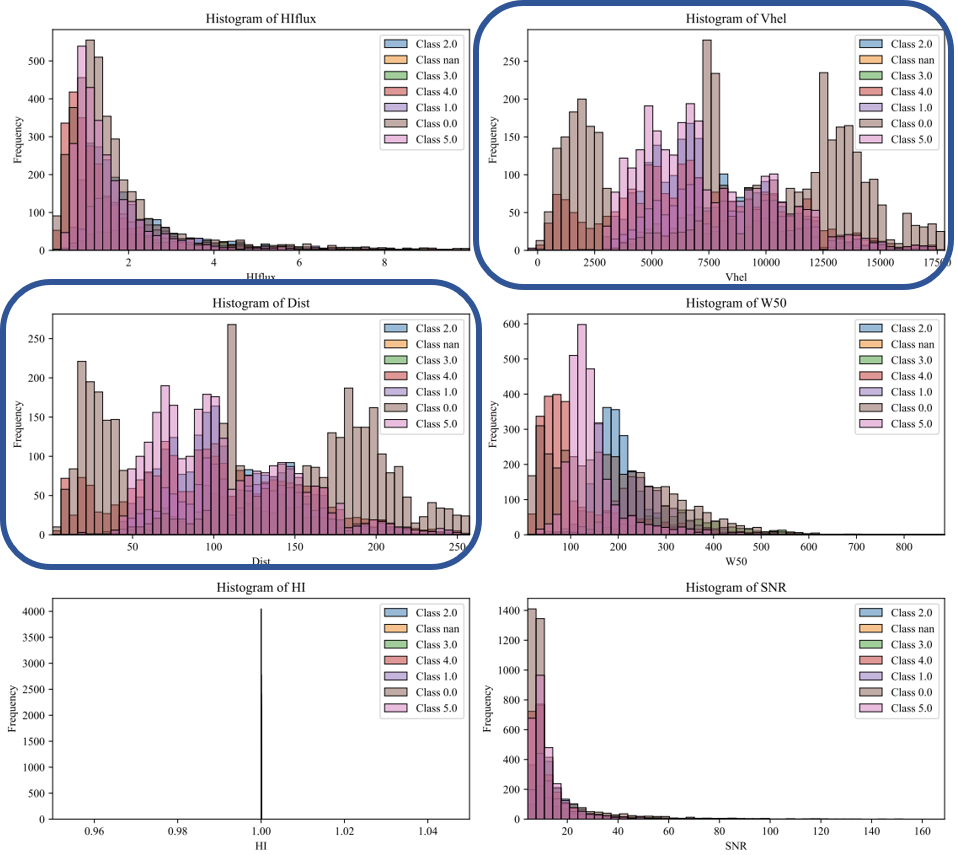 Histogram of HIflux
Frequency
500
400
300
200
100
0
2
4
6
8
HIflux
Class 2.0
Class nan
Class 3.0
Class 4.0
Class 1.0
Class 0.0
Class 5.0
Histogram of Vhel
Frequency
250
200
150
100
50
0
0
2500
5000
7500
10000
12500
15000
17500
Vhel
Class 2.0
Class nan
Class 3.0
Class 4.0
Class 1.0
Class 0.0
Class 5.0
Histogram of Dist
Frequency
250
200
150
100
50
0
50
100
150
200
250
Dist
Class 2.0
Class nan
Class 3.0
Class 4.0
Class 1.0
Class 0.0
Class 5.0
Histogram of W50
Frequency
600
500
400
300
200
100
0
100
200
300
400
500
600
700
800
W50
Class 2.0
Class nan
Class 3.0
Class 4.0
Class 1.0
Class 0.0
Class 5.0
Histogram of HI
Frequency
4000
3500
3000
2500
2000
1500
1000
500
0
0.96
0.98
1.00
1.02
1.04
HI
Class 2.0
Class nan
Class 3.0
Class 4.0
Class 1.0
Class 0.0
Class 5.0
Histogram of SNR
Frequency
1400
1200
1000
800
600
400
200
0
20
40
60
80
100
120
140
160
SNR
Class 2.0
Class nan
Class 3.0
Class 4.0
Class 1.0
Class 0.0
Class 5.0